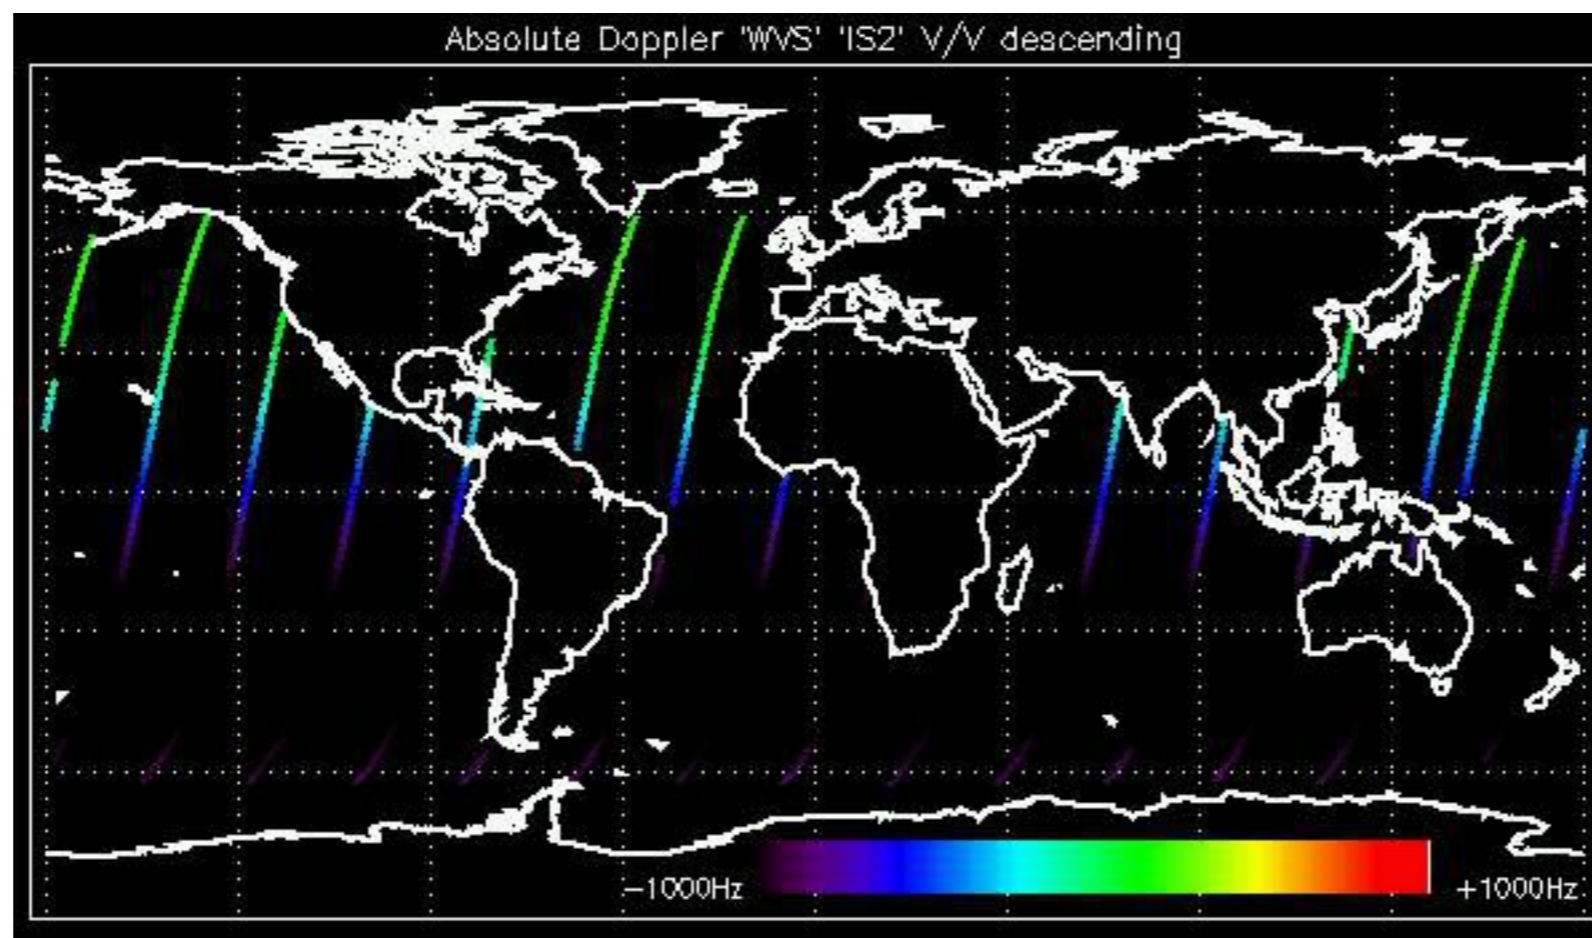 Absolute Doppler 'WVS' 'IS2' V/V descending
−1000Hz +1000Hz